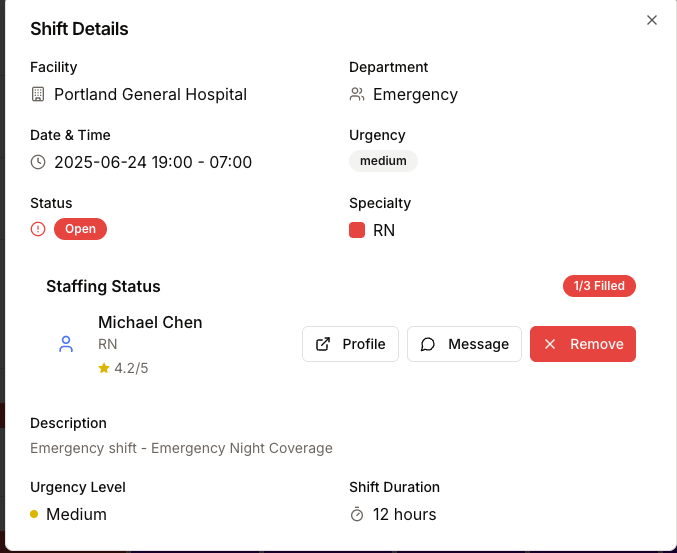 Shift Details
Facility
Portland General Hospital
Department
Emergency
Date & Time
2025-06-24 19:00 - 07:00
Urgency
medium
Status
Open
Specialty
RN
Staffing Status
1/3 Filled
Michael Chen
RN
4.2/5
Profile
Message
Remove
Description
Emergency shift - Emergency Night Coverage
Urgency Level
Medium
Shift Duration
12 hours